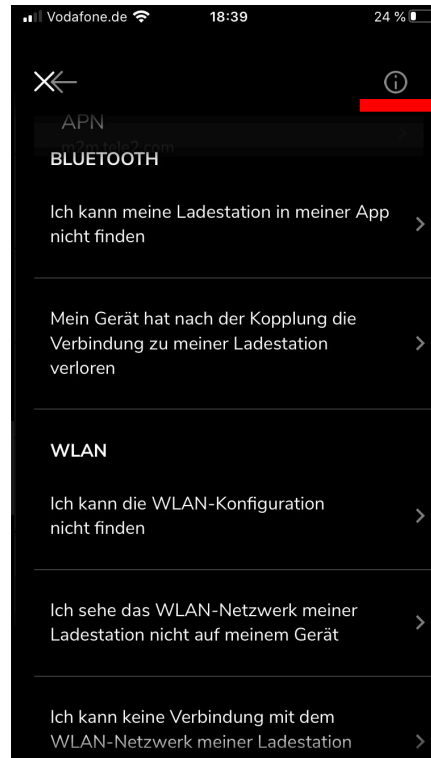 Vodafone.de 18:39 24 %
APN
m2m.tele2.com
BLUETOOTH
Ich kann meine Ladestation in meiner App
nicht finden
Mein Gerät hat nach der Kopplung die
Verbindung zu meiner Ladestation
verloren
WLAN
Ich kann die WLAN-Konfiguration
nicht finden
Ich sehe das WLAN-Netzwerk meiner
Ladestation nicht auf meinem Gerät
Ich kann keine Verbindung mit dem
WLAN-Netzwerk meiner Ladestation